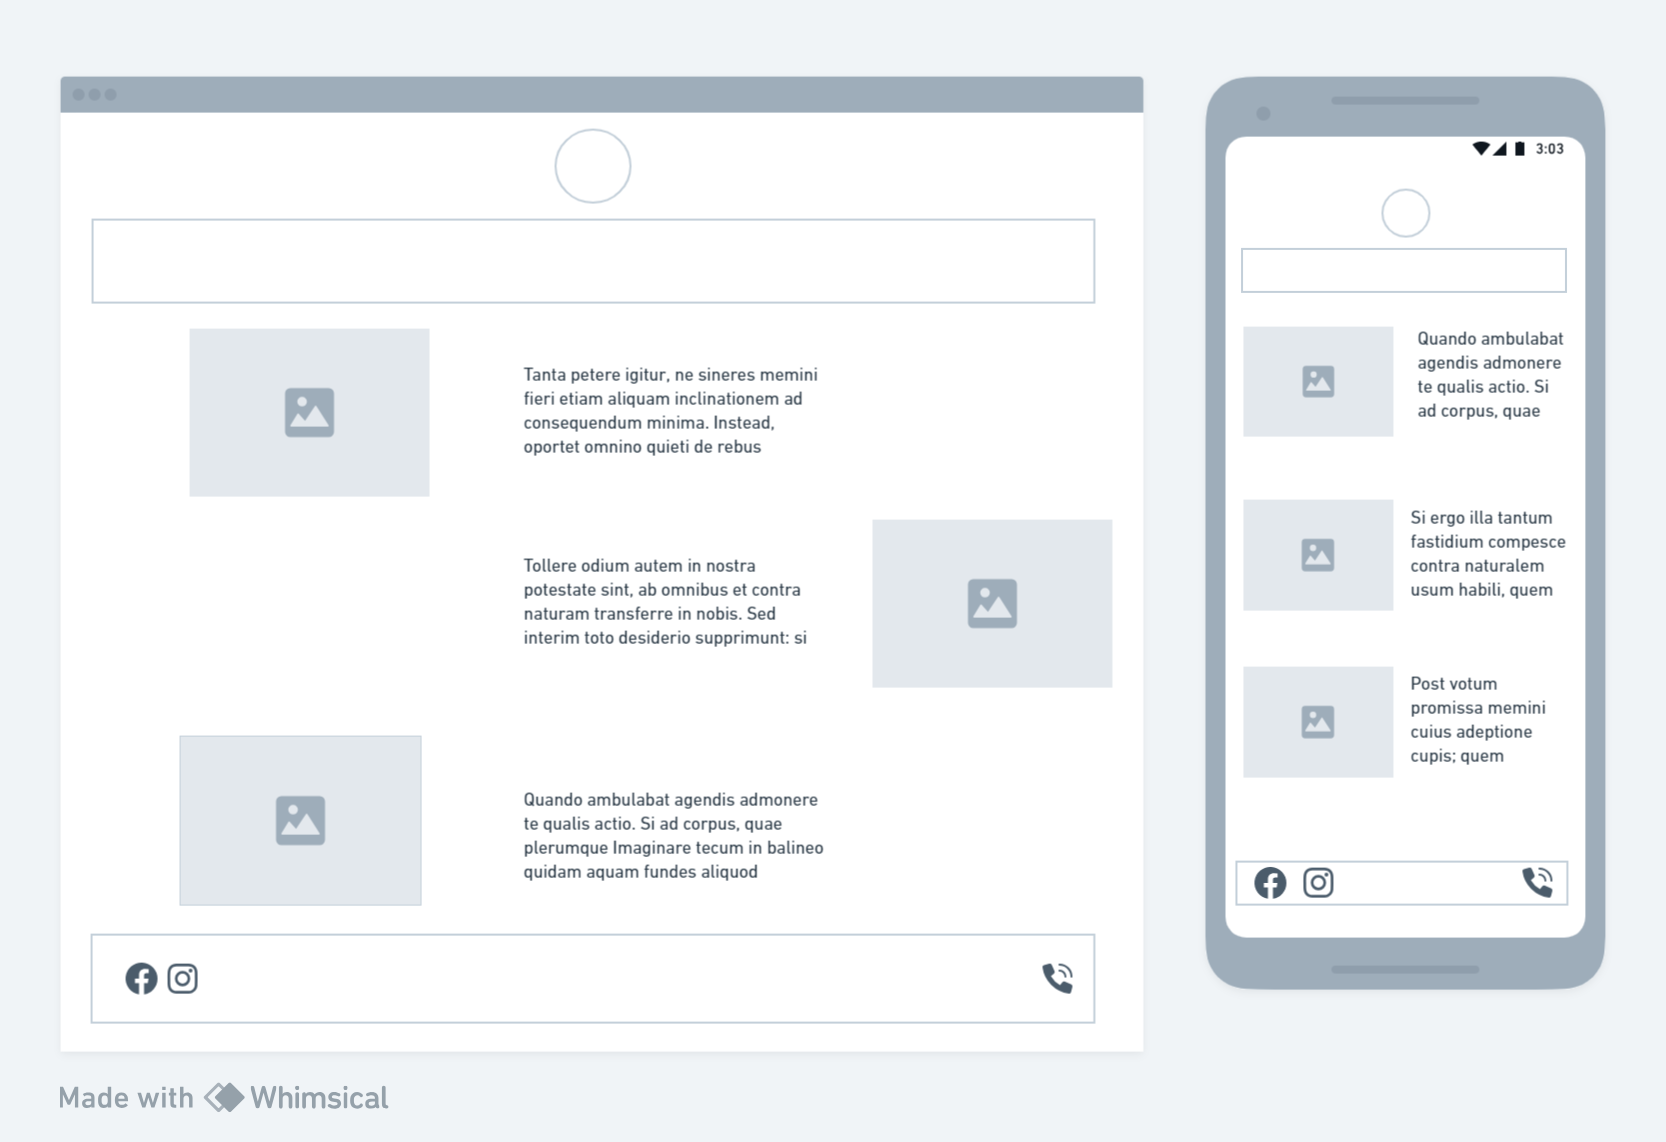 Tanta petere igitur, ne sineres memini
fieri etiam aliquam inclinationem ad
consequendum minima. Instead,
oportet omnino quieti de rebus
Tollere odium autem in nostra
potestate sint, ab omnibus et contra
naturam transferre in nobis. Sed
interim toto desiderio supprimunt: si
Quando ambulabat agendis admonere
te qualis actio. Si ad corpus, quae
plerumque Imaginare tecum in balineo
quidam aquam fundes aliquod
3:03
Quando ambulabat
agendis admonere
te qualis actio. Si
ad corpus, quae
Si ergo illa tantum
fastidium compesce
contra naturalem
usum habili, quem
Post votum
promissa memini
cuius adeptione
cupis; quem
Made with Whimsical